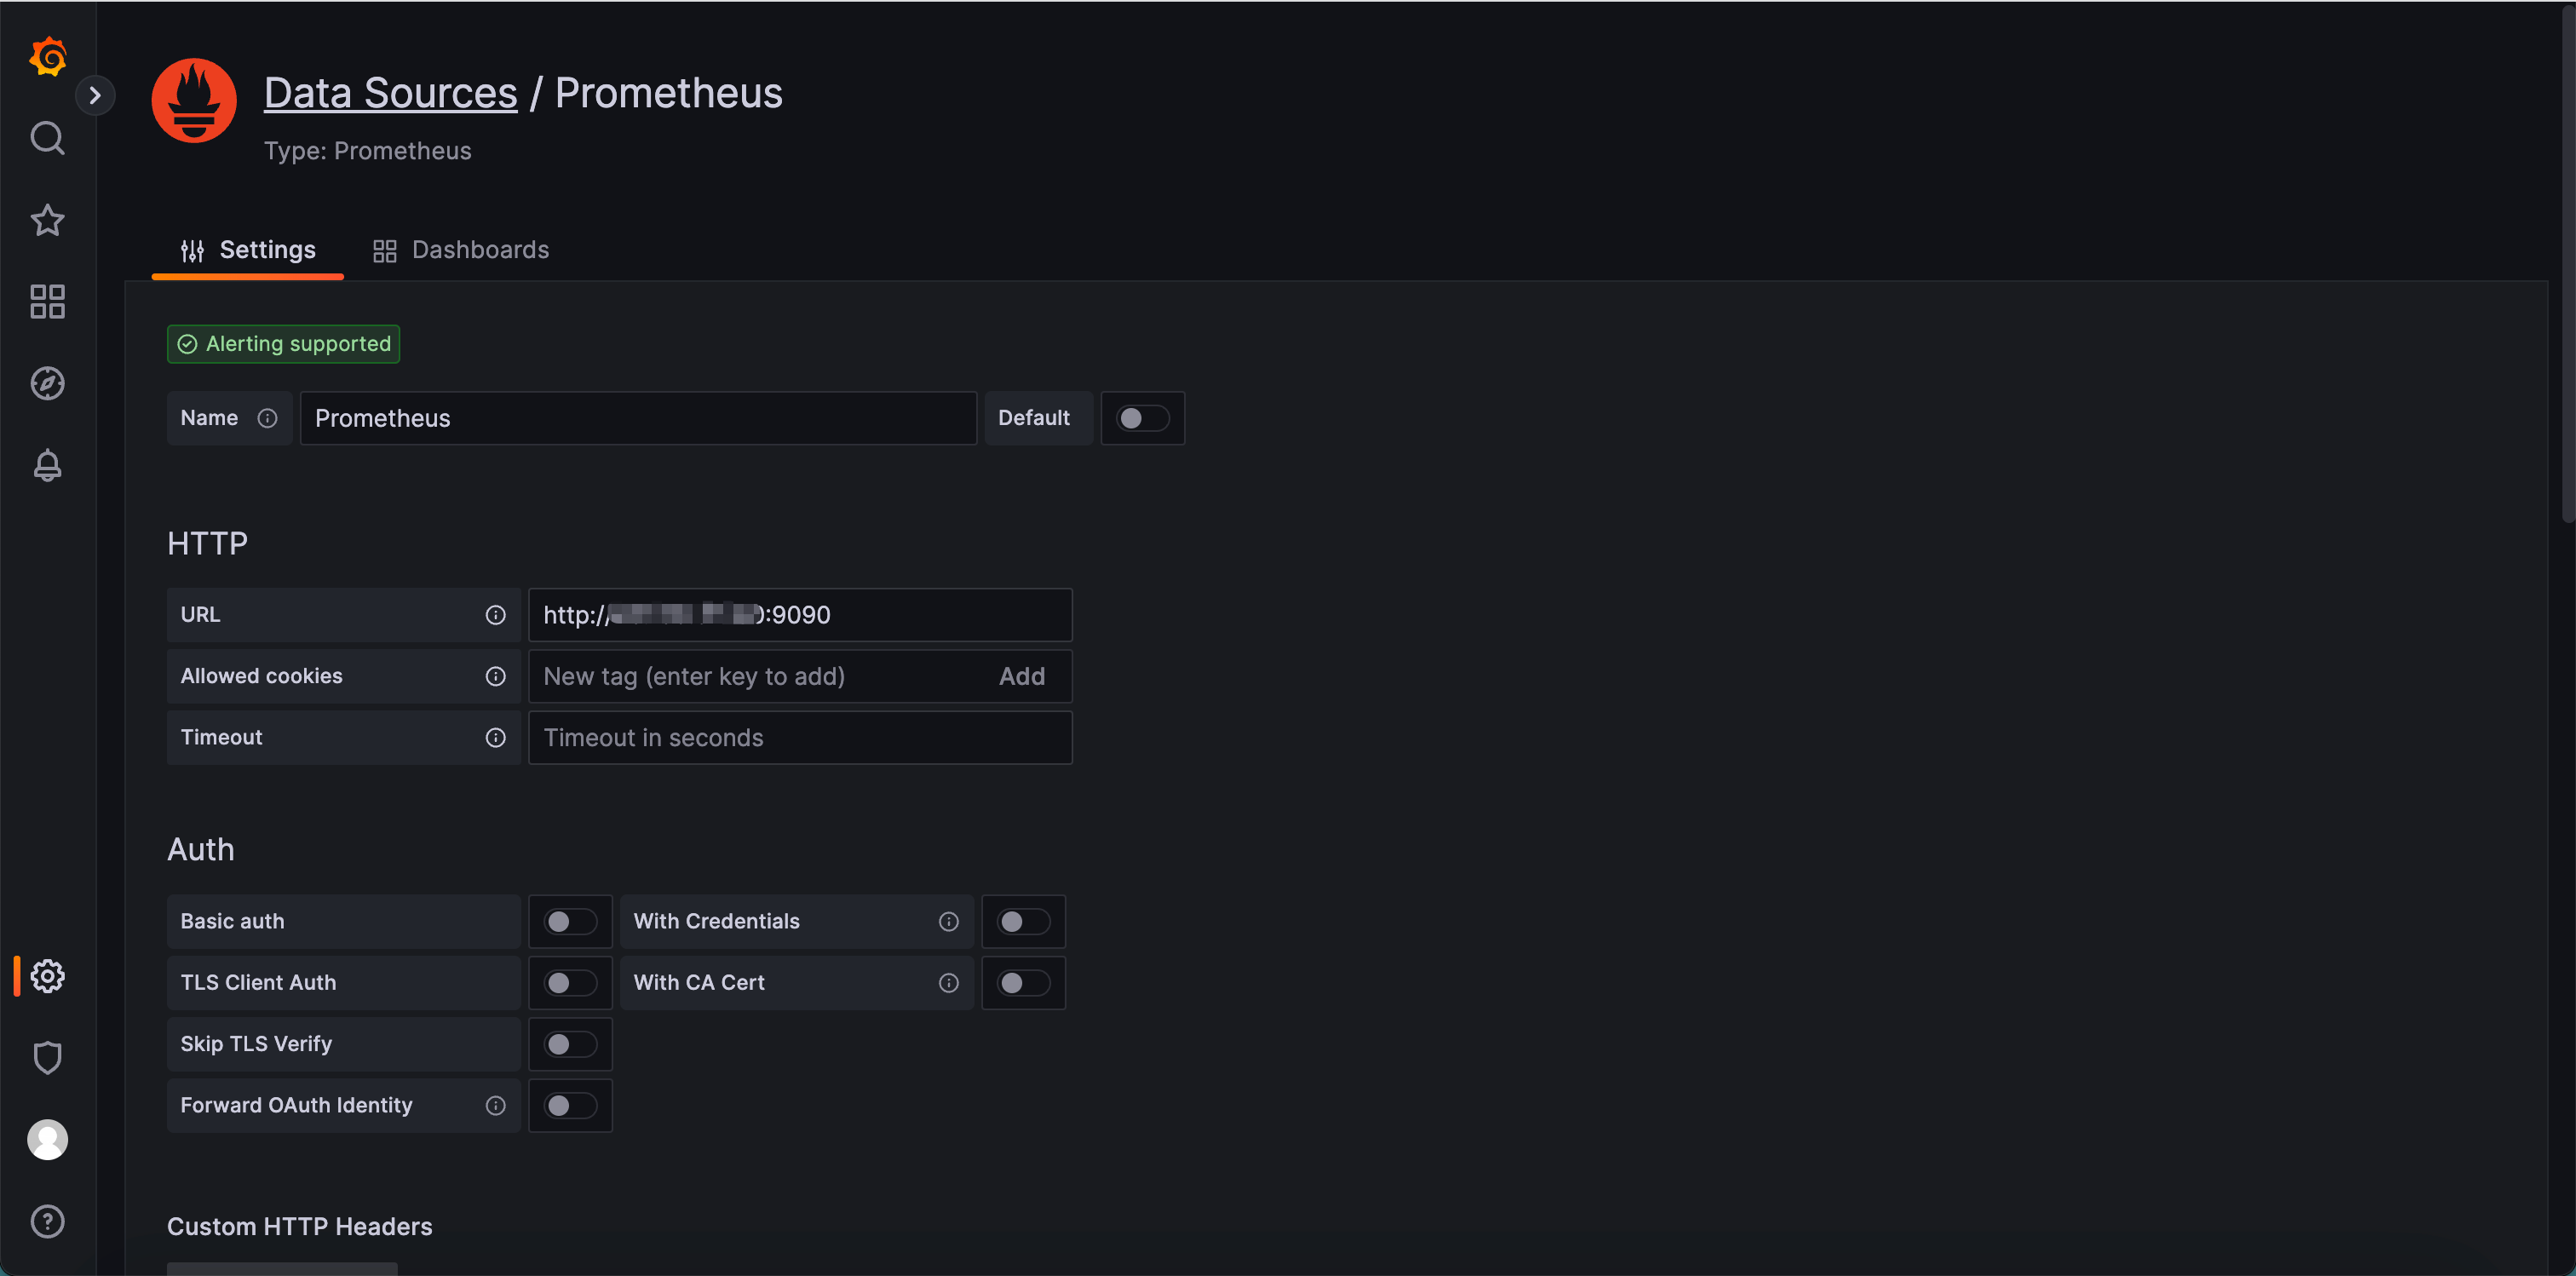 Data Sources / Prometheus
Type: Prometheus
Settings
Dashboards
Alerting supported
Name
Prometheus
Default
HTTP
URL
http://
:9090
Allowed cookies
New tag (enter key to add)
Add
Timeout
Timeout in seconds
Auth
Basic auth
With Credentials
TLS Client Auth
With CA Cert
Skip TLS Verify
Forward OAuth Identity
Custom HTTP Headers